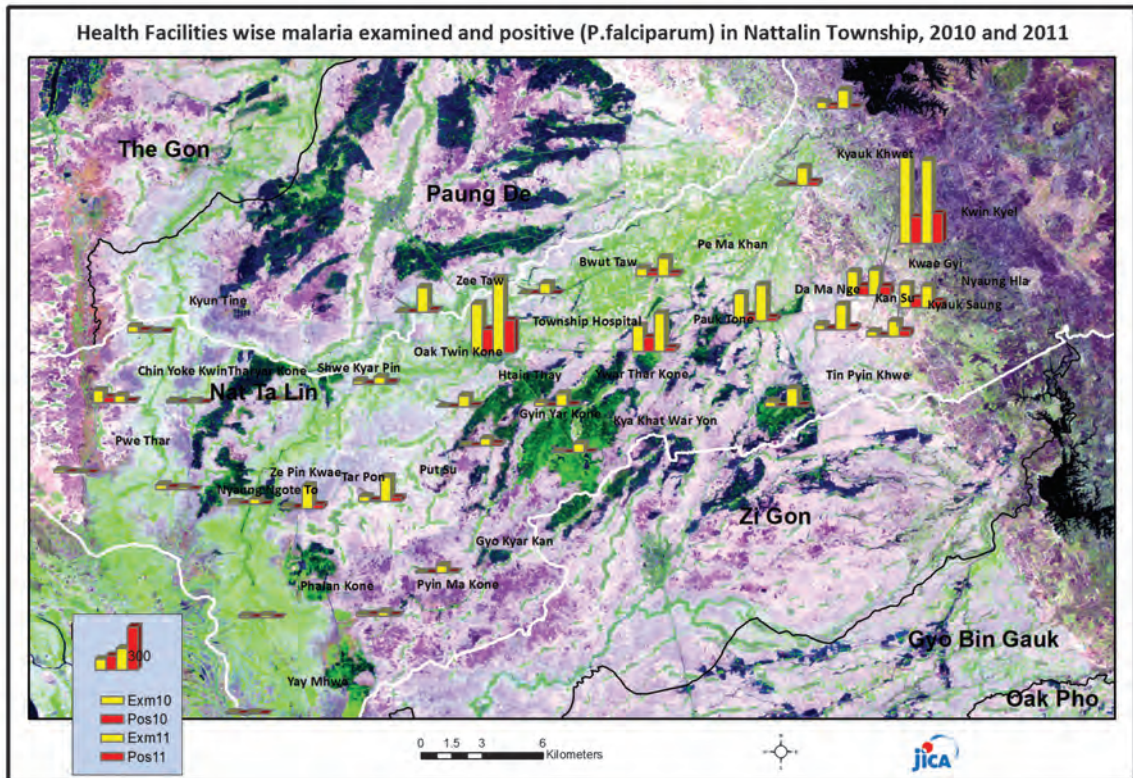 Health Facilities wise malaria examined and positive (P.falciparum) in Nattalin Township, 2010 and 2011
The Gon
Kyauk Khwet
Paung De
Kwin Kyei
Pe Ma Khan
Kwae Gyi
Bwut Taw
Nyaung Hla
Zee Taw
Da Ma Nge
Kan Su
Kyauk Saung
Kyun Ting
Township Hospital
Pauk Tone
Oak Twin Kone
Chin Yoke Kwin
Tharyar Kone
Shwe Kyar Pin
Htain Thay
Ywar Thar Kone
Tin Pyin Khwe
Nat Ta Lin
Gyin Yar Kone
Kya Khat War Yon
Pwe Thar
Ze Pin Kwae
Tar Pon
Put Su
Nyaung Ngote To
Zi Gon
Gyo Kyar Kan
Phalan Kone
Pyin Ma Kone
Gyo Bin Gauk
Yay Mhwa
Oak Pho
300
Exm10
Pos10
Exm11
Pos11
0 1.5 3 6
Kilometers
jica